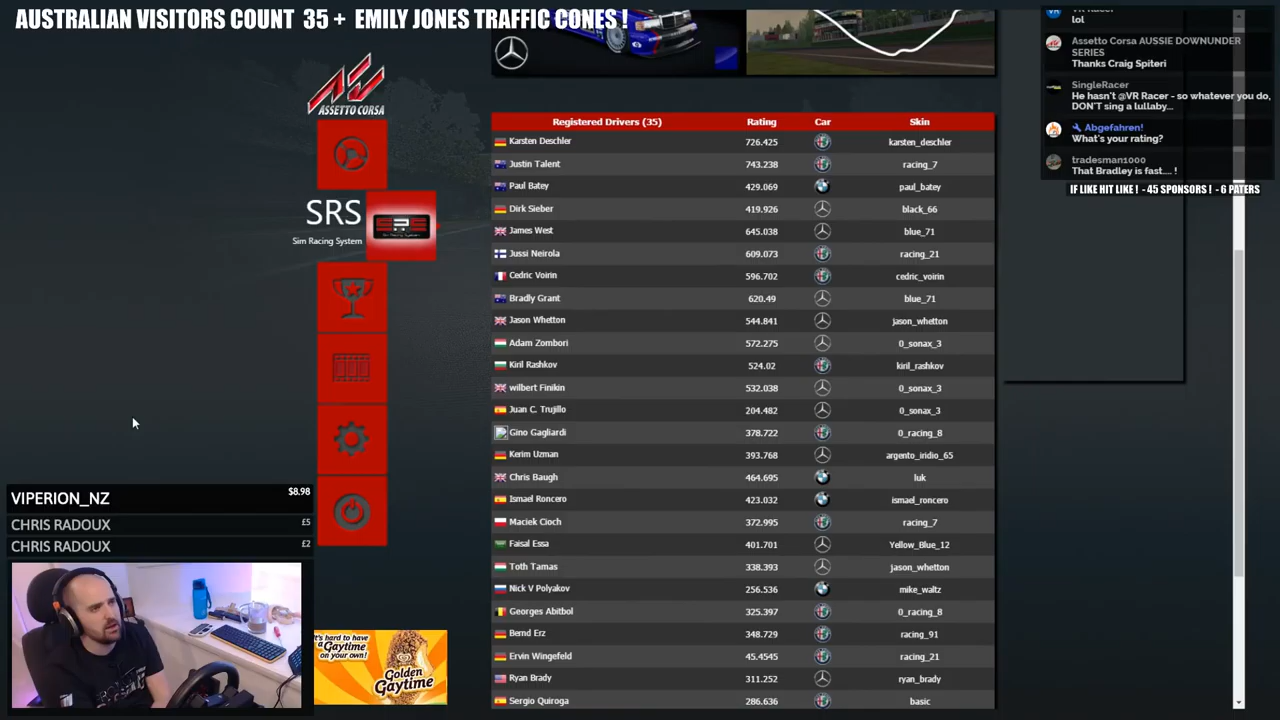 AUSTRALIAN VISITORS COUNT 35 + EMILY JONES TRAFFIC CONES !
lol
Assetto Corsa AUSSIE DOWNUNDER
SERIES
Thanks Craig Spiteri
SingleRacer
He hasn't @VR Racer - so whatever you do,
DON'T sing a lullaby...
Abgefahren!
What's your rating?
tradesman1000
That Bradley is fast.... !
IF LIKE HIT LIKE ! - 45 SPONSORS ! - 6 PATERS
ASSETTO CORSA
SRS
Sim Racing System
Registered Drivers (35) Rating Car Skin
Karsten Deschler 726.425 karsten_deschler
Justin Talent 743.238 racing_7
Paul Batey 429.069 paul_batey
Dirk Sieber 419.926 black_66
James West 645.038 blue_71
Jussi Neirola 609.073 racing_21
Cedric Voirin 596.702 cedric_voirin
Bradly Grant 620.49 blue_71
Jason Whetton 544.841 jason_whetton
Adam Zombori 572.275 0_sonax_3
Kiril Rashkov 524.02 kiril_rashkov
wilbert Finikin 532.038 0_sonax_3
Juan C. Trujillo 204.482 0_sonax_3
Gino Gagliardi 378.722 0_racing_8
Kerim Uzman 393.768 argento_iridio_65
Chris Baugh 464.695 luk
Ismael Roncero 423.032 ismael_roncero
Maciek Cioch 372.995 racing_7
Faisal Essa 401.701 Yellow_Blue_12
Toth Tamas 338.393 jason_whetton
Nick V Polyakov 256.536 mike_waltz
Georges Abitbol 325.397 0_racing_8
Bernd Erz 348.729 racing_91
Ervin Wingefeld 45.4545 racing_21
Ryan Brady 311.252 ryan_brady
Sergio Quiroga 286.636 basic
VIPERION_NZ $8.98
CHRIS RADOUX £5
CHRIS RADOUX £2
It's hard to have
a Gaytime
on your own!
Golden
Gaytime